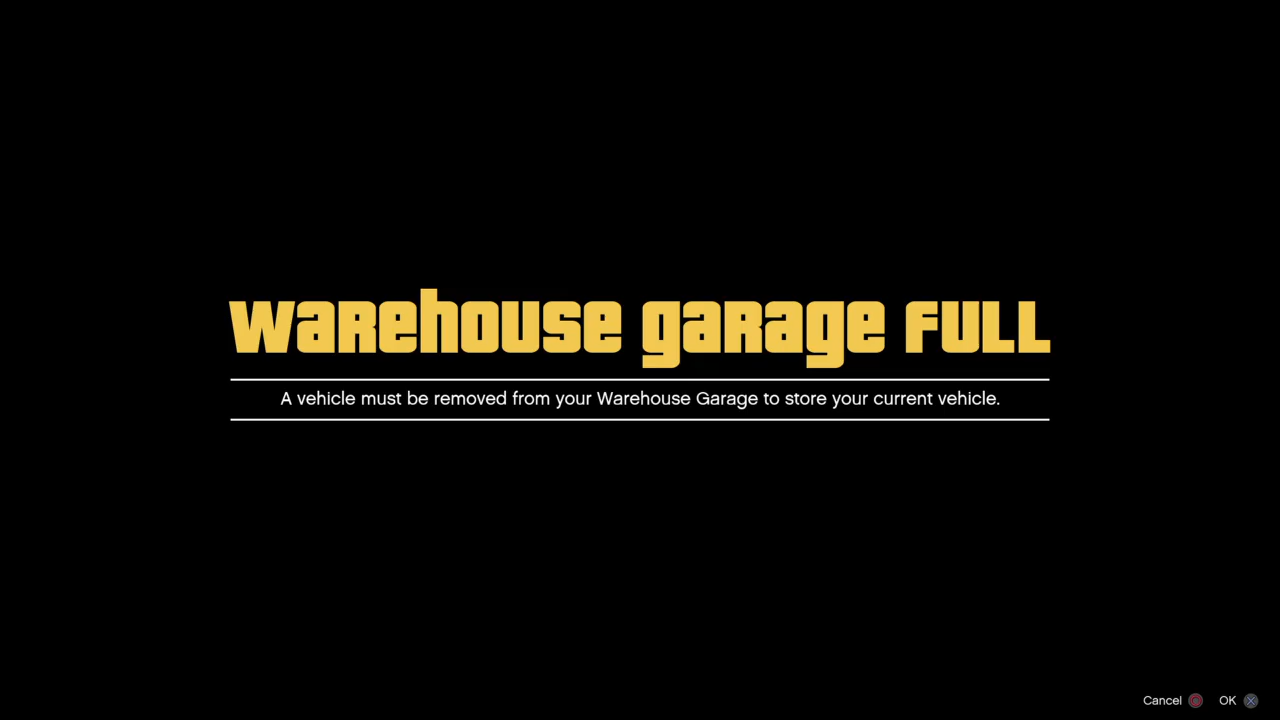 warehouse garage FULL
A vehicle must be removed from your Warehouse Garage to store your current vehicle.
Cancel OK